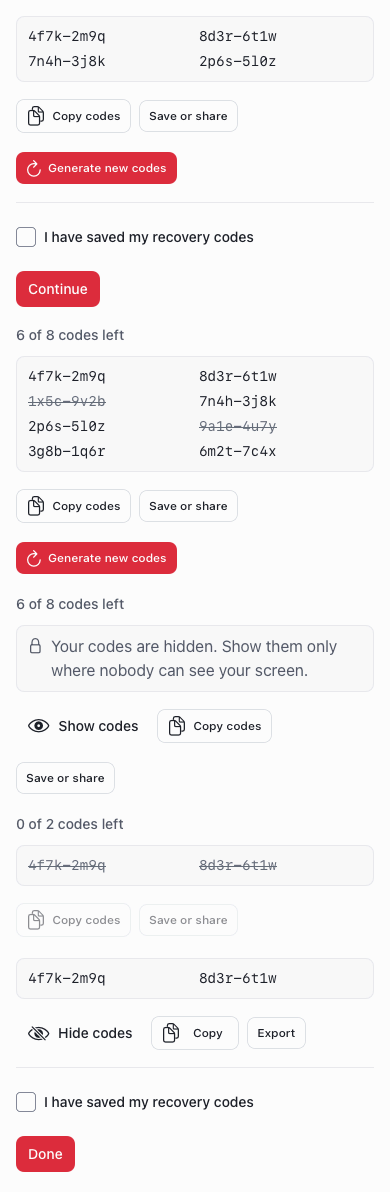 4f7k-2m9q 8d3r-6t1w
7n4h-3j8k 2p6s-5l0z
Copy codes Save or share
Generate new codes
I have saved my recovery codes
Continue
6 of 8 codes left
4f7k-2m9q 8d3r-6t1w
1x5c-9v2b 7n4h-3j8k
2p6s-5l0z 9a1e-4u7y
3g8b-1q6r 6m2t-7c4x
Copy codes Save or share
Generate new codes
6 of 8 codes left
Your codes are hidden. Show them only
where nobody can see your screen.
Show codes Copy codes
Save or share
0 of 2 codes left
4f7k-2m9q 8d3r-6t1w
Copy codes Save or share
4f7k-2m9q 8d3r-6t1w
Hide codes Copy Export
I have saved my recovery codes
Done